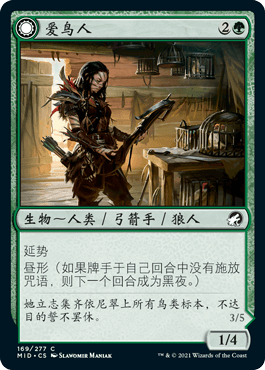 爱鸟人 2
生物～人类 / 弓箭手 / 狼人
延势
昼形（如果牌手于自己回合中没有施放
咒语，则下一个回合成为黑夜。）
她立志集齐依尼翠上所有鸟类标本，不达
目的誓不罢休。
3/5
1/4
169/277 C
MID • CS SLAWOMIR MANIAK
™ & © 2021 Wizards of the Coast